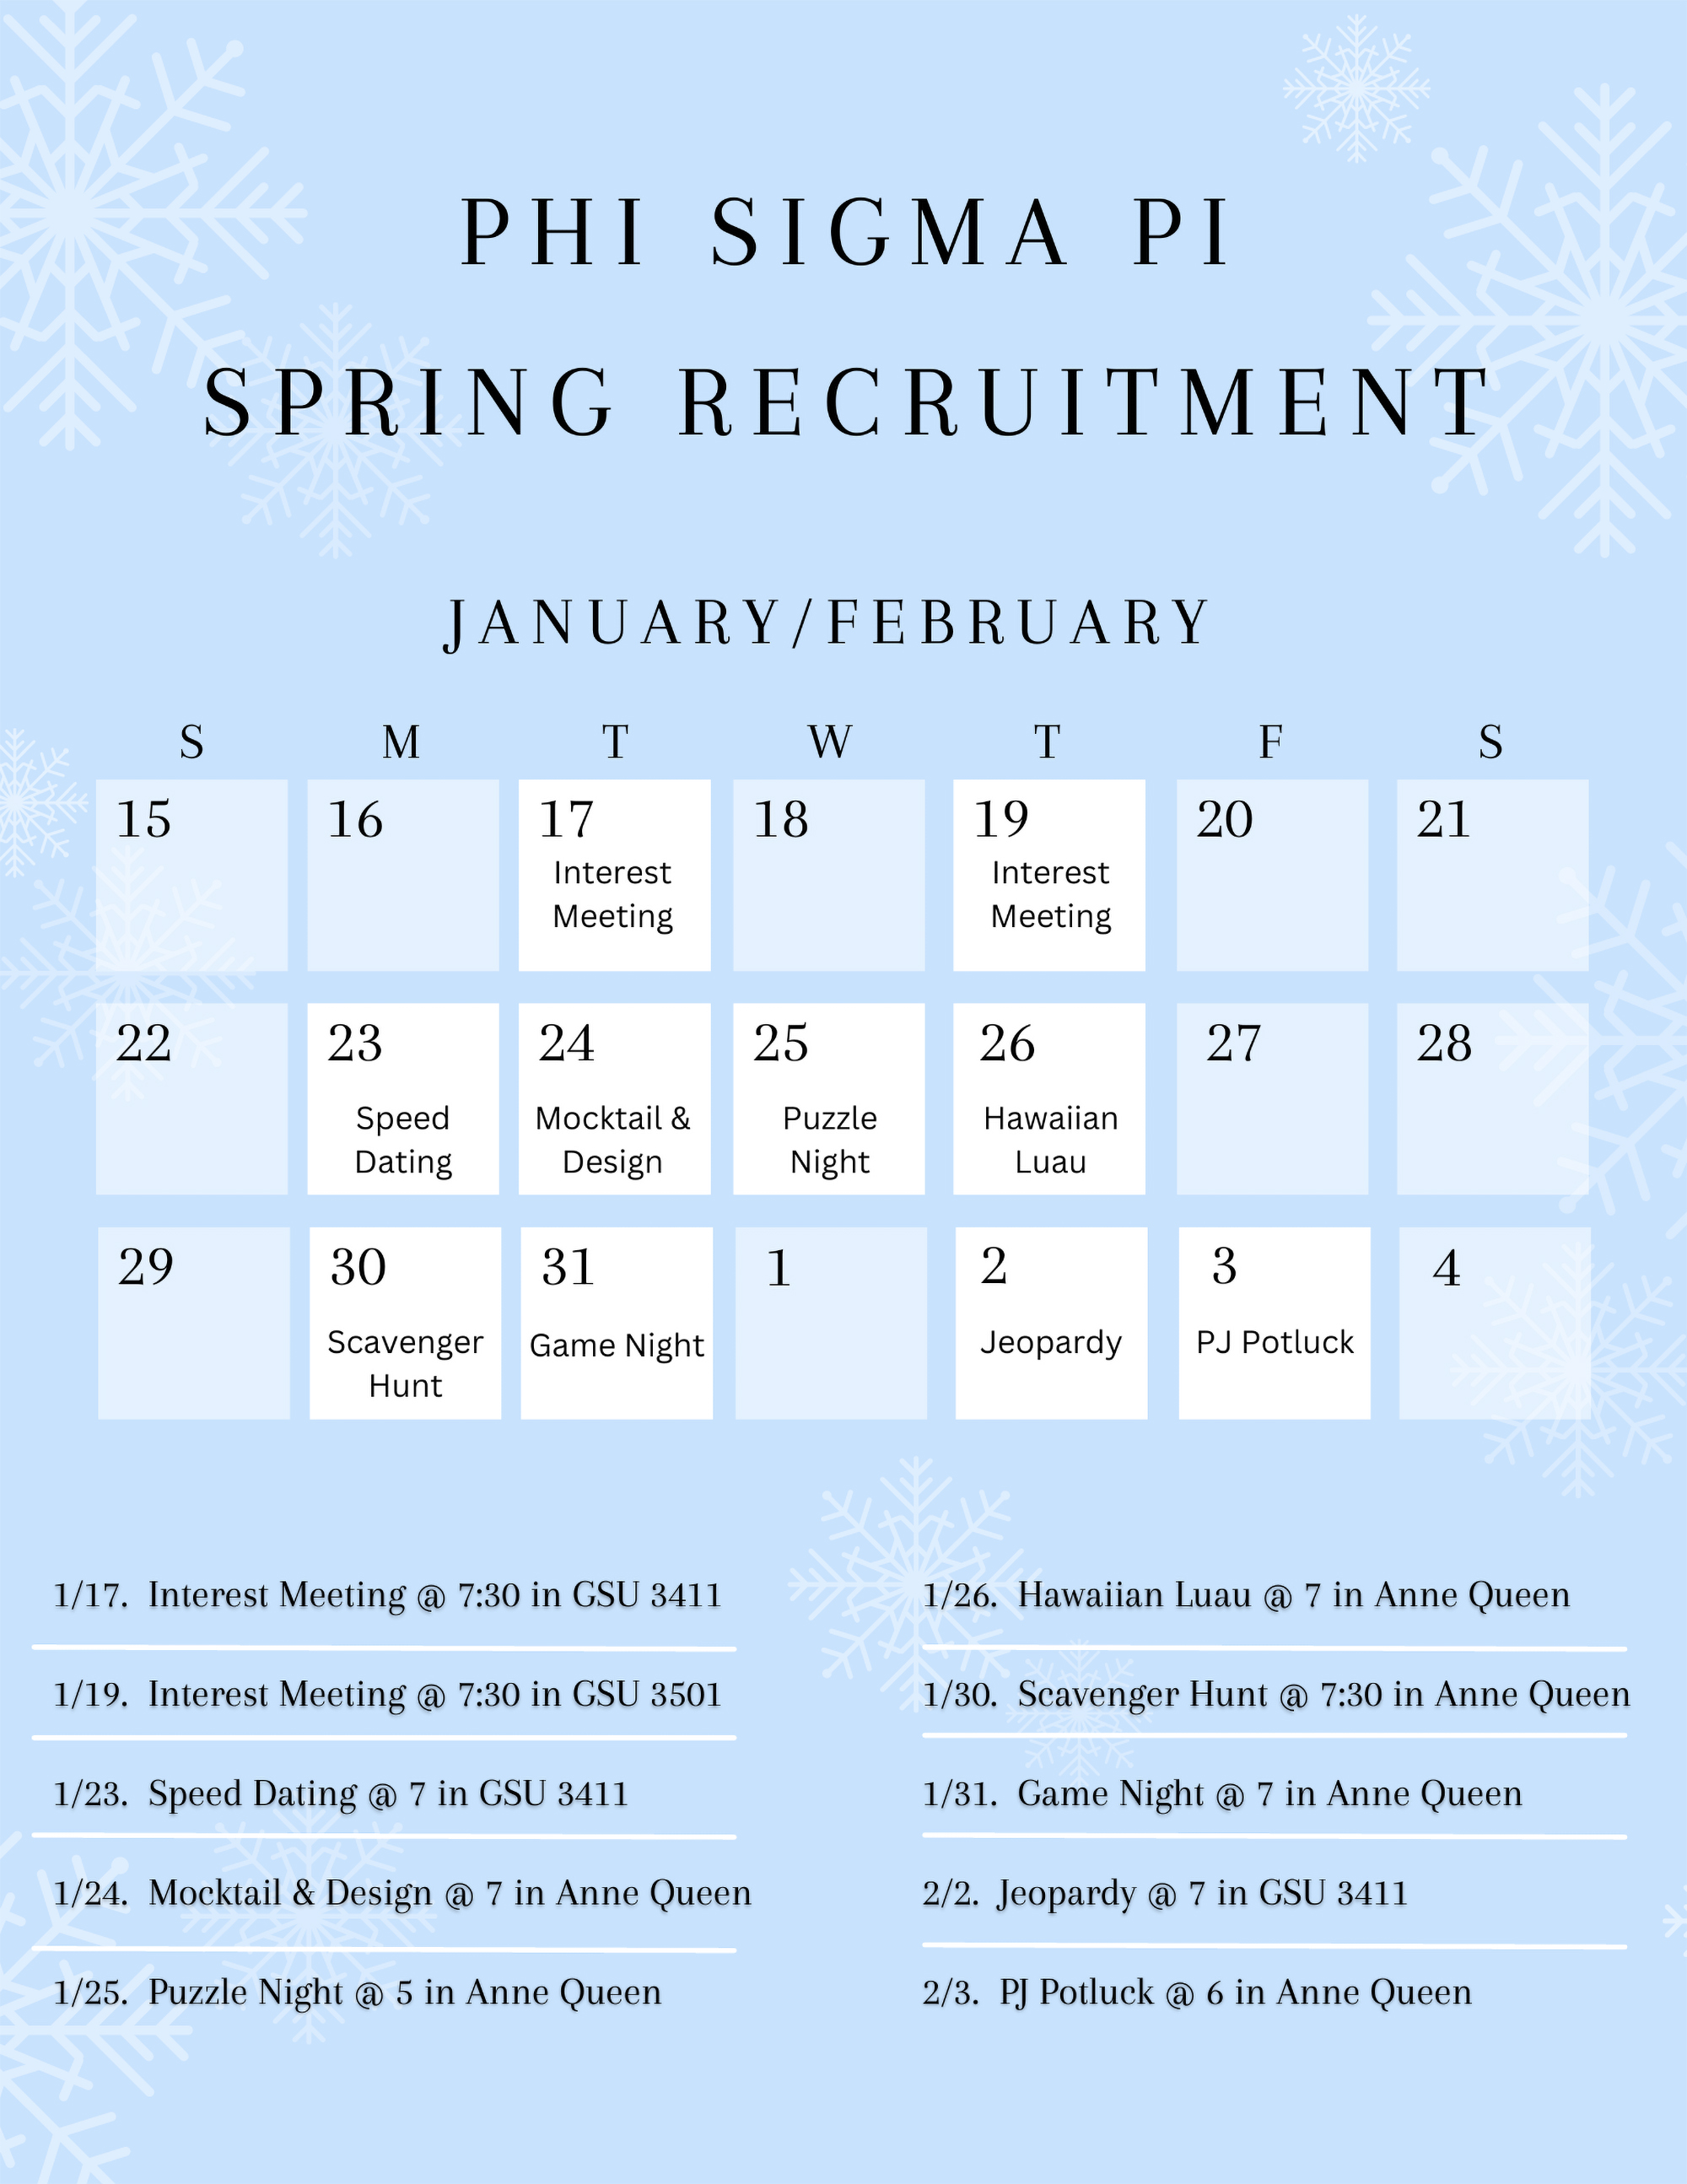 PHI SIGMA PI
SPRING RECRUITMENT
JANUARY/FEBRUARY
S M T W T F S
15 16 17 18 19 20 21
Interest Interest
Meeting Meeting
22 23 24 25 26 27 28
Speed Mocktail & Puzzle Hawaiian
Dating Design Night Luau
29 30 31 1 2 3 4
Scavenger Game Night Jeopardy PJ Potluck
Hunt
1/17. Interest Meeting @ 7:30 in GSU 3411
1/19. Interest Meeting @ 7:30 in GSU 3501
1/23. Speed Dating @ 7 in GSU 3411
1/24. Mocktail & Design @ 7 in Anne Queen
1/25. Puzzle Night @ 5 in Anne Queen
1/26. Hawaiian Luau @ 7 in Anne Queen
1/30. Scavenger Hunt @ 7:30 in Anne Queen
1/31. Game Night @ 7 in Anne Queen
2/2. Jeopardy @ 7 in GSU 3411
2/3. PJ Potluck @ 6 in Anne Queen